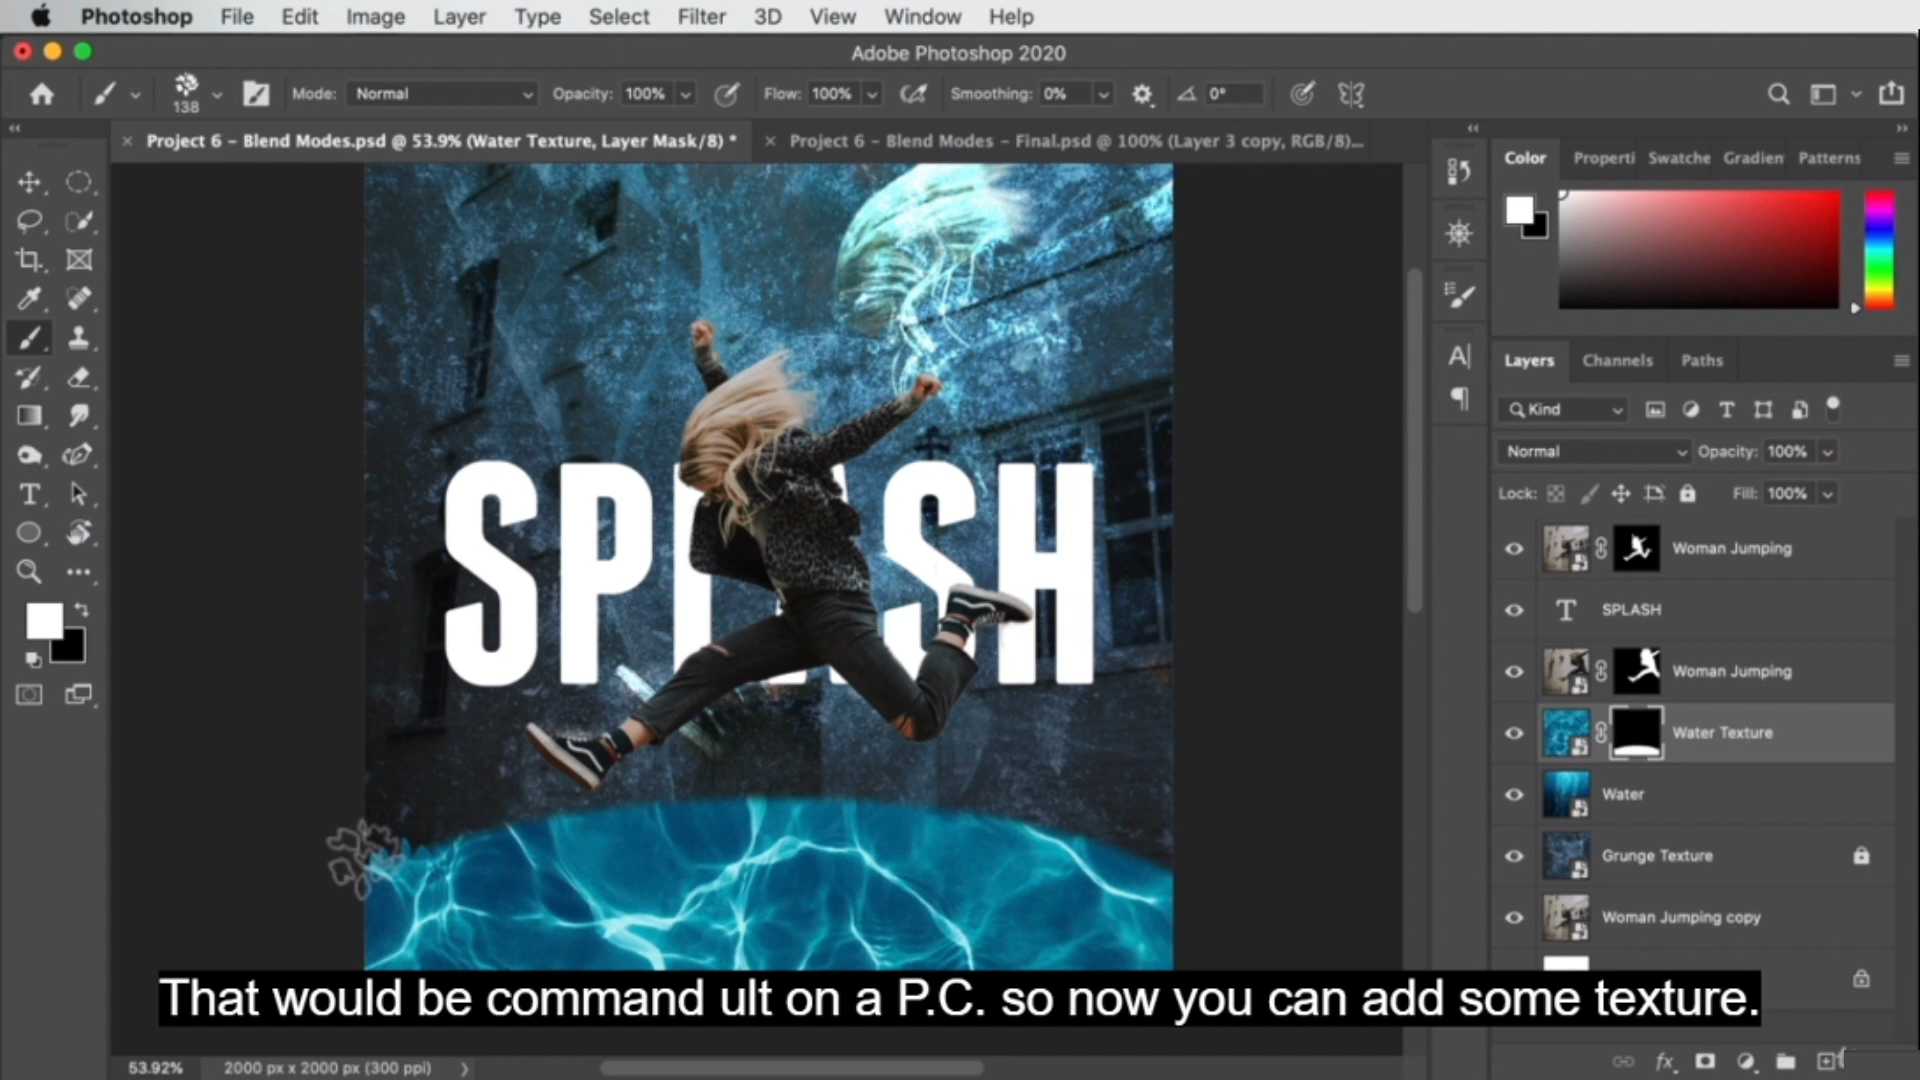 Photoshop File Edit Image Layer Type Select Filter 3D View Window Help
Adobe Photoshop 2020
138 Mode: Normal Opacity: 100% Flow: 100% Smoothing: 0% 0°
Project 6 – Blend Modes.psd @ 53.9% (Water Texture, Layer Mask/8) * Project 6 – Blend Modes – Final.psd @ 100% (Layer 3 copy, RGB/8)...
Color Properti Swatche Gradien Patterns
Layers Channels Paths
Kind
Normal Opacity: 100%
Lock: Fill: 100%
Woman Jumping
SPLASH
Woman Jumping
Water Texture
Water
Grunge Texture
Woman Jumping copy
SPLASH
That would be command ult on a P.C. so now you can add some texture.
53.92% 2000 px x 2000 px (300 ppi)